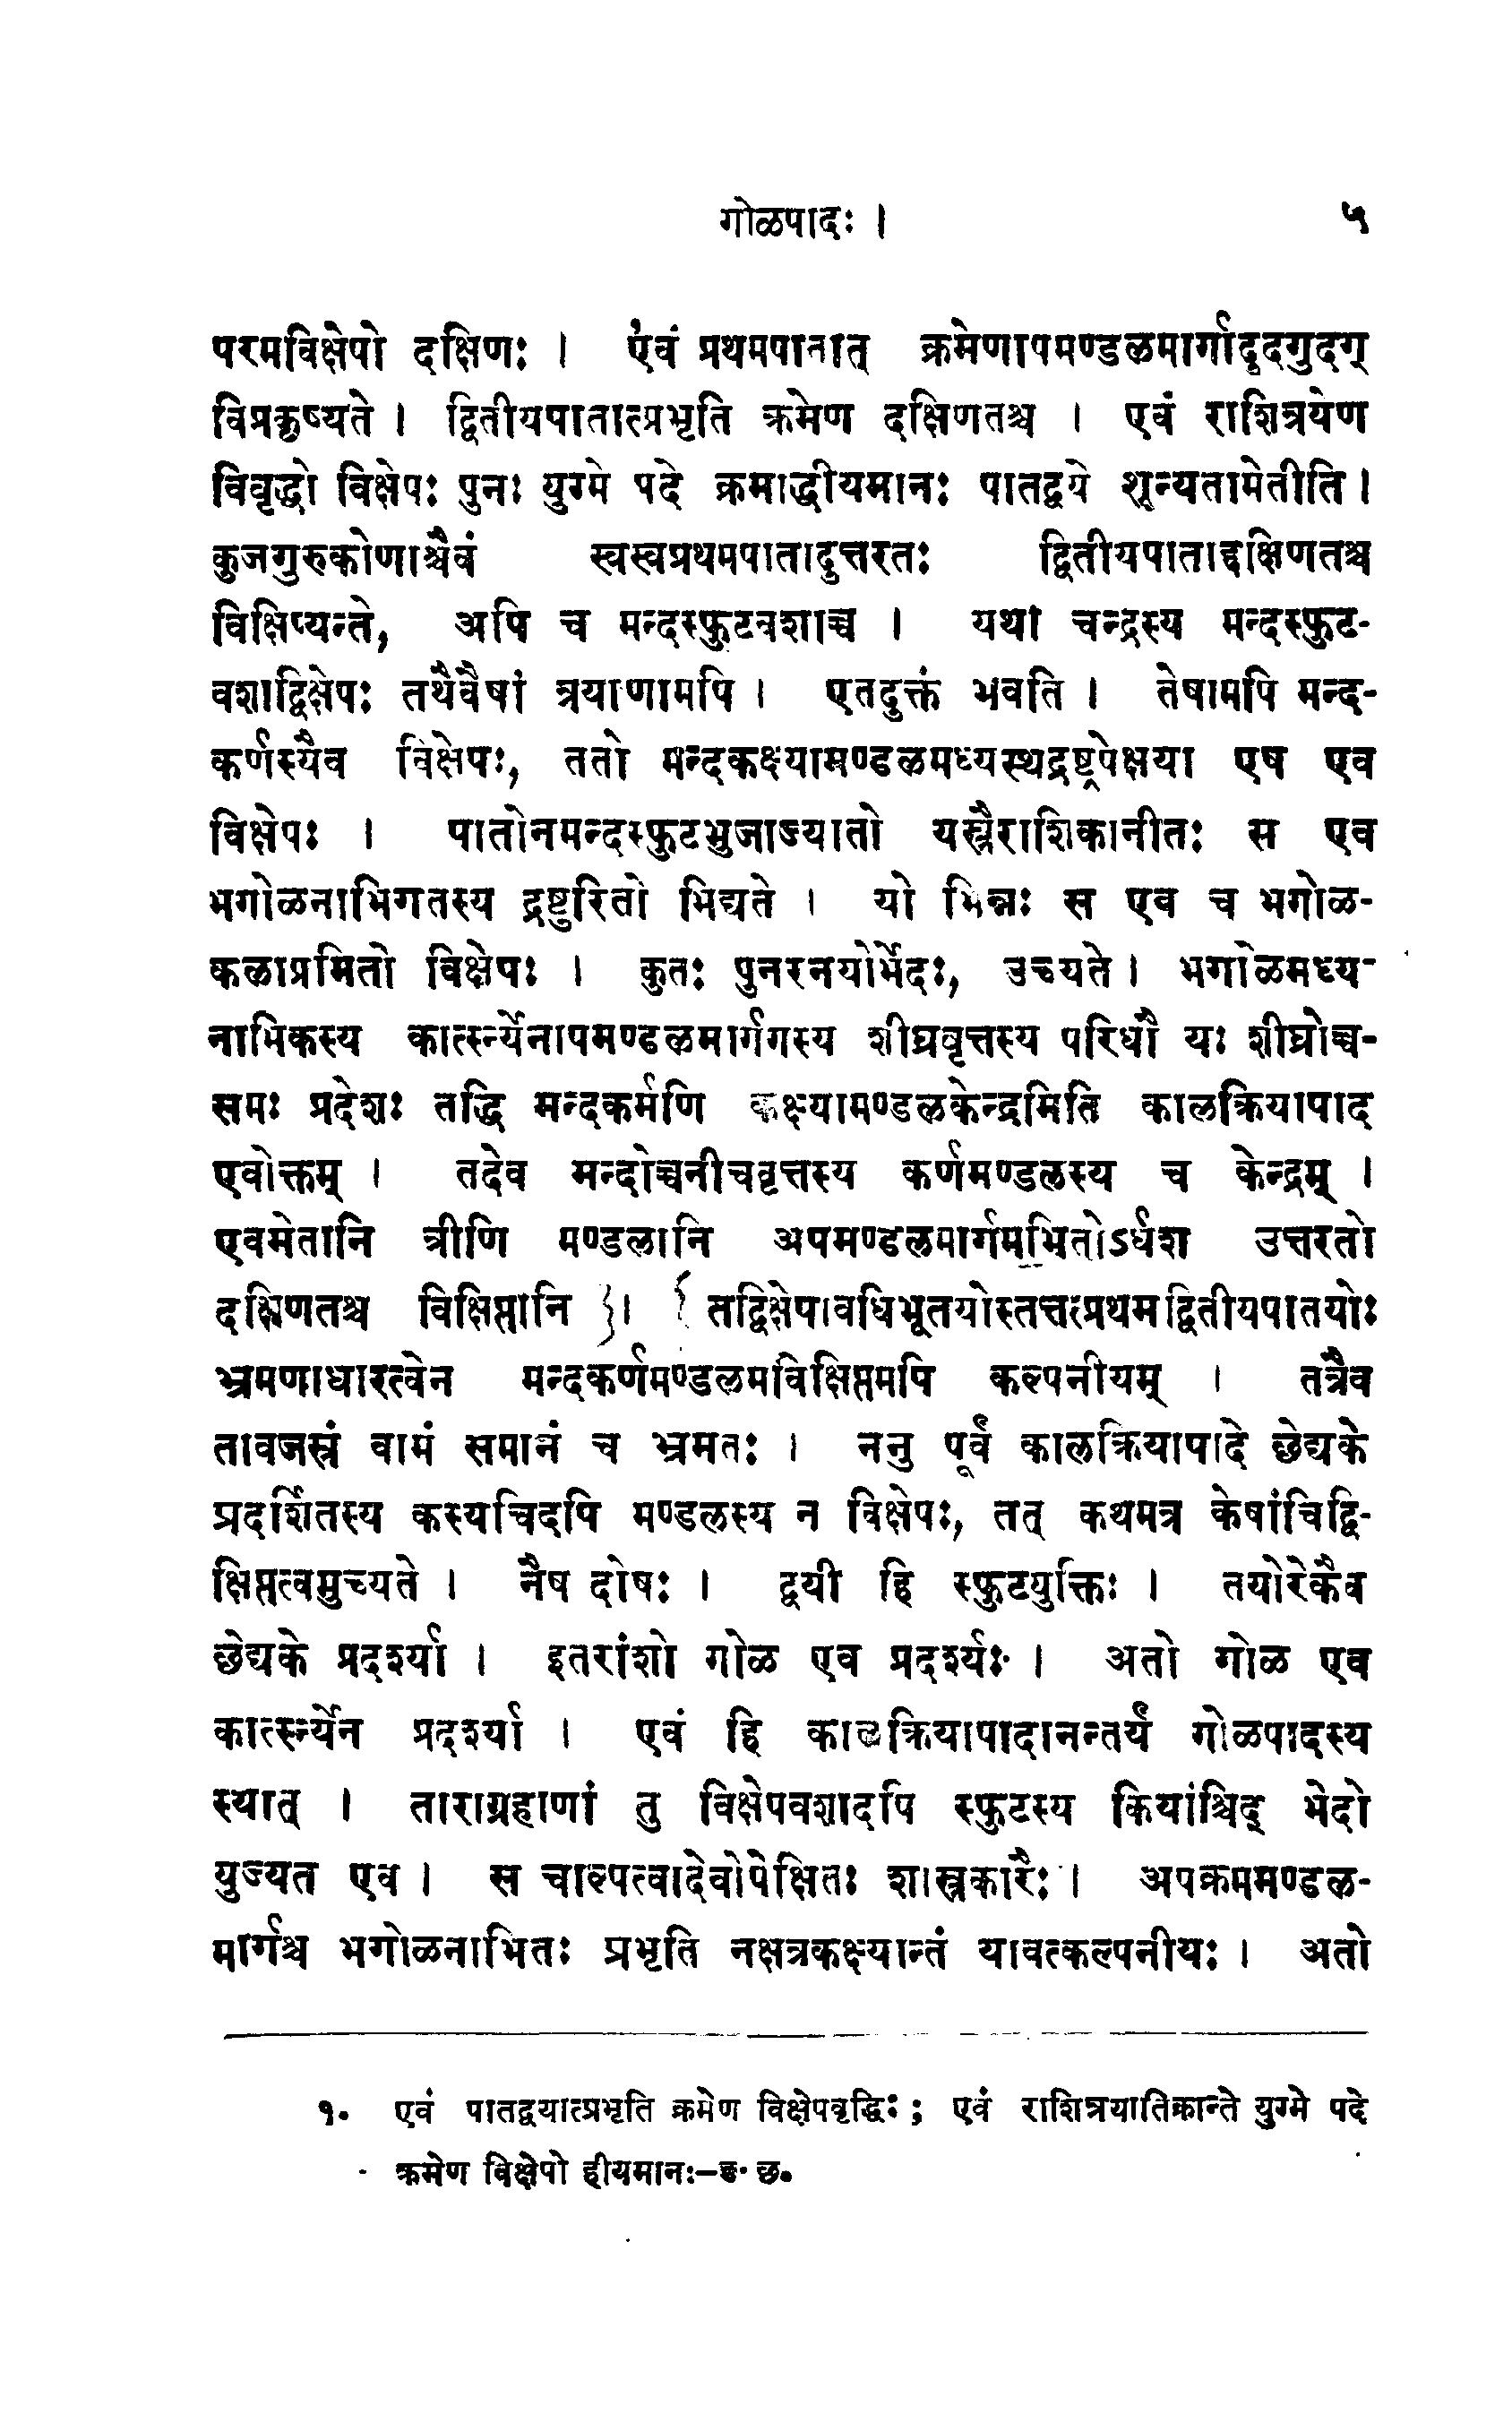 गोळपादः । ५
परमविक्षेपो दक्षिणः । एवं प्रथमपातात् क्रमेणापमण्डळमार्गादुदगुदग्
विप्रकृष्यते । द्वितीयपातात्प्रभृति क्रमेण दक्षिणतश्च । एवं राशित्रयेण
विवृद्धो विक्षेपः पुनः युग्मे पदे क्रमाद्धीयमानः पातद्वये शून्यतामेतीति ।
कुजगुरुकोणाश्चैवं स्वस्वप्रथमपातादुत्तरतः द्वितीयपाताद्दक्षिणतश्च
विक्षिप्यन्ते, अपि च मन्दस्फुटवशाच्च । यथा चन्द्रस्य मन्दस्फुट-
वशाद्विक्षेपः तथैवैषां त्रयाणामपि । एतदुक्तं भवति । तेषामपि मन्द-
कर्णस्यैव विक्षेपः, ततो मन्दकक्ष्यामण्डळमध्यस्थद्रष्ट्रपेक्षया एष एव
विक्षेपः । पातोनमन्दस्फुटभुजाज्यातो यस्त्रैराशिकानीतः स एव
भगोळनाभिगतस्य द्रष्टुरितो भिद्यते । यो भिन्नः स एव च भगोळ-
कळाप्रमितो विक्षेपः । कुतः पुनरनयोर्भेदः, उच्यते । भगोळमध्य-
नाभिकस्य कार्त्स्न्येनापमण्डळमार्गगस्य शीघ्रवृत्तस्य परिधौ यः शीघ्रोच्च-
समः प्रदेशः तद्धि मन्दकर्मणि कक्ष्यामण्डलकेन्द्रमिति कालक्रियापाद
एवोक्तम् । तदेव मन्दोच्चनीचवृत्तस्य कर्णमण्डलस्य च केन्द्रम् ।
एवमेतानि त्रीणि मण्डलानि अपमण्डलमार्गमभितोऽर्धश उत्तरतो
दक्षिणतश्च विक्षिप्तानि । तद्विक्षेपावधिभूतयोस्तत्तत्प्रथमद्वितीयपातयोः
भ्रमणाधारत्वेन मन्दकर्णमण्डलमविक्षिप्तमपि कल्पनीयम् । तत्रैव
तावजस्रं वामं समानं च भ्रमतः । ननु पूर्वं कालक्रियापादे छेद्यके
प्रदर्शितस्य कस्यचिदपि मण्डलस्य न विक्षेपः, तत् कथमत्र केषांचिद्वि-
क्षिप्तत्वमुच्यते । नैष दोषः । द्वयी हि स्फुटयुक्तिः । तयोरेकैव
छेद्यके प्रदर्श्या । इतरांशो गोळ एव प्रदर्श्यः । अतो गोळ एव
कार्त्स्न्येन प्रदर्श्या । एवं हि कालक्रियापादानन्तर्यं गोळपादस्य
स्यात् । ताराग्रहाणां तु विक्षेपवशादपि स्फुटस्य कियांश्चिद् भेदो
युज्यत एव । स चाल्पत्वादेवोपेक्षितः शास्त्रकारैः । अपक्रममण्डळ-
मार्गश्च भगोळनाभितः प्रभृति नक्षत्रकक्ष्यान्तं यावत्कल्पनीयः । अतो
१. एवं पातद्वयात्प्रभृति क्रमेण विक्षेपवृद्धिः ; एवं राशित्रयातिक्रान्ते युग्मे पदे
क्रमेण विक्षेपो हीयमानः-ङ. छ.